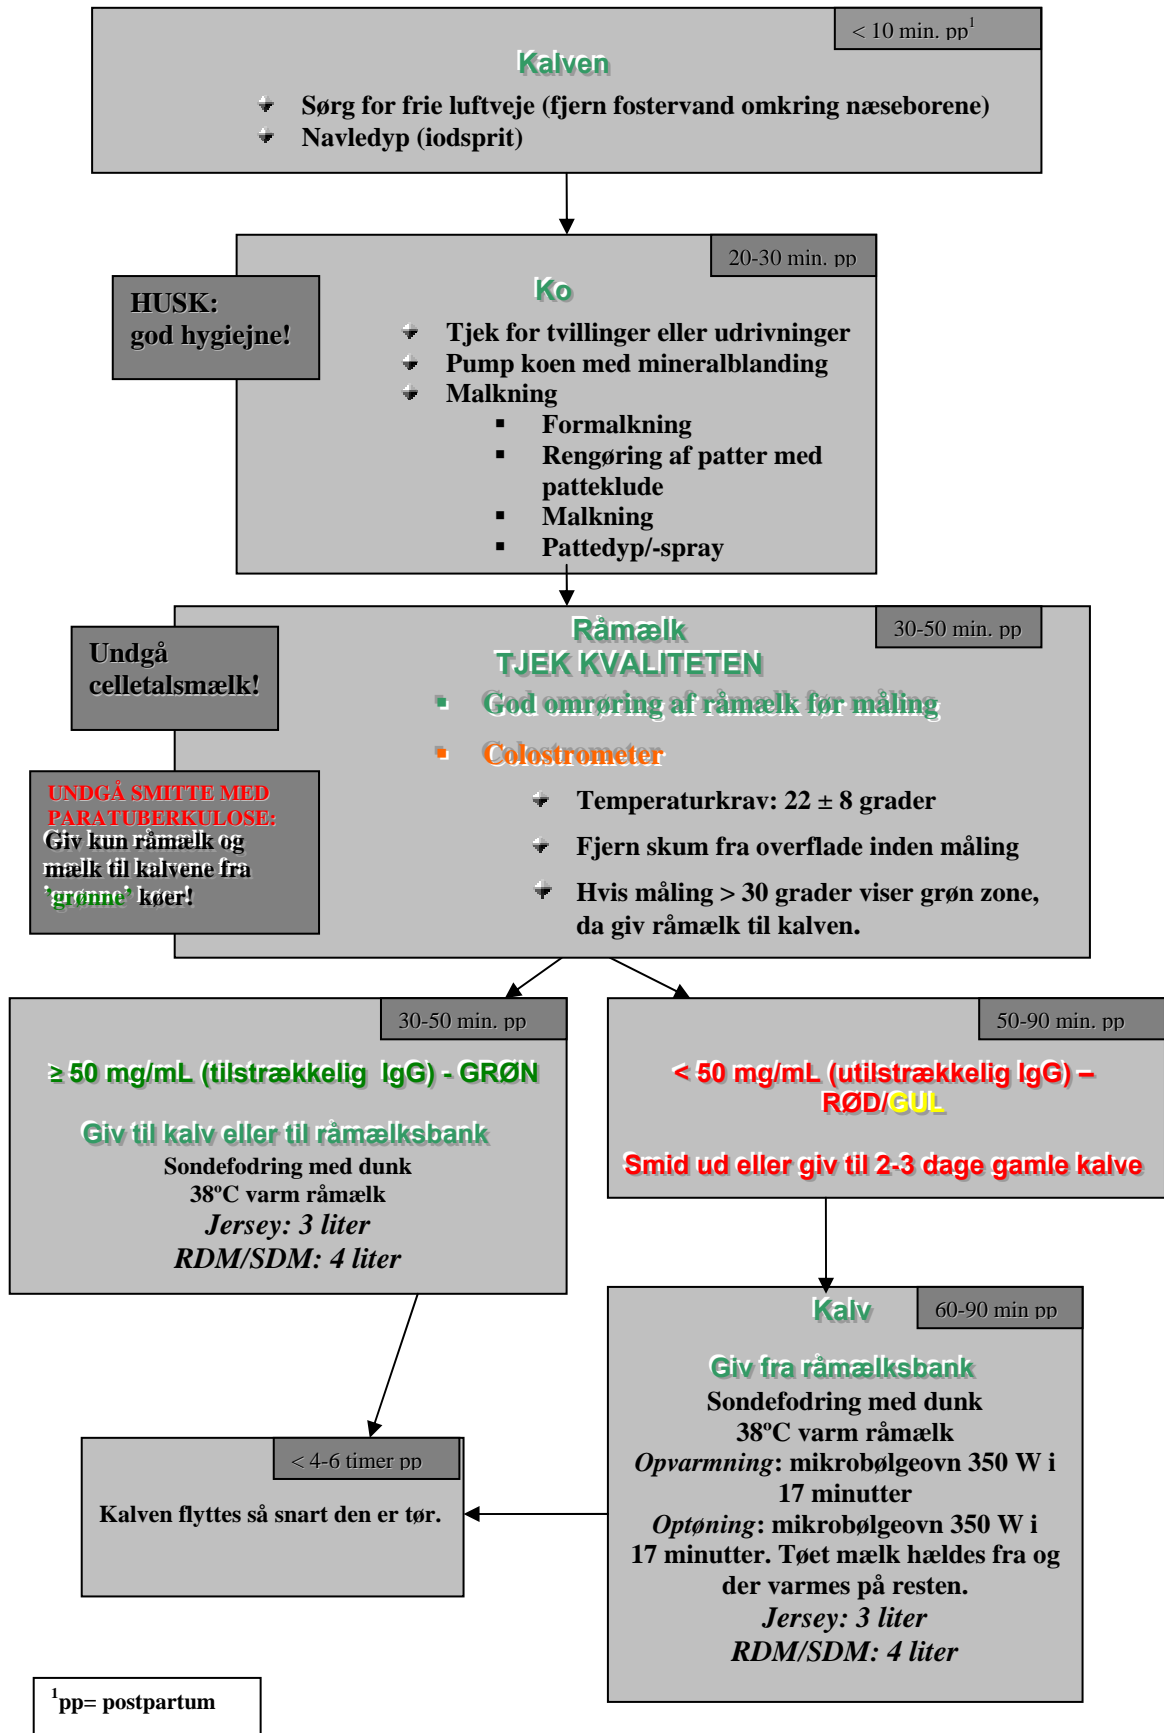 < 10 min. pp1
Kalven
Sørg for frie luftveje (fjern fostervand omkring næseborene)
Navledyp (iodsprit)
20-30 min. pp
HUSK:
god hygiejne!
Ko
Tjek for tvillinger eller udrivninger
Pump koen med mineralblanding
Malkning
Formalkning
Rengøring af patter med
patteklude
Malkning
Pattedyp/-spray
30-50 min. pp
Råmælk
TJEK KVALITETEN
Undgå
celletalsmælk!
God omrøring af råmælk før måling
Colostrometer
UNDGÅ SMITTE MED
PARATUBERKULOSE:
Giv kun råmælk og
mælk til kalvene fra
'grønne' køer!
Temperaturkrav: 22 ± 8 grader
Fjern skum fra overflade inden måling
Hvis måling > 30 grader viser grøn zone,
da giv råmælk til kalven.
30-50 min. pp
≥ 50 mg/mL (tilstrækkelig IgG) - GRØN
Giv til kalv eller til råmælksbank
Sondefodring med dunk
38ºC varm råmælk
Jersey: 3 liter
RDM/SDM: 4 liter
50-90 min. pp
< 50 mg/mL (utilstrækkelig IgG) –
RØD/GUL
Smid ud eller giv til 2-3 dage gamle kalve
60-90 min pp
Kalv
Giv fra råmælksbank
Sondefodring med dunk
38ºC varm råmælk
Opvarmning: mikrobølgeovn 350 W i
17 minutter
Optøning: mikrobølgeovn 350 W i
17 minutter. Tøet mælk hældes fra og
der varmes på resten.
Jersey: 3 liter
RDM/SDM: 4 liter
< 4-6 timer pp
Kalven flyttes så snart den er tør.
1pp= postpartum